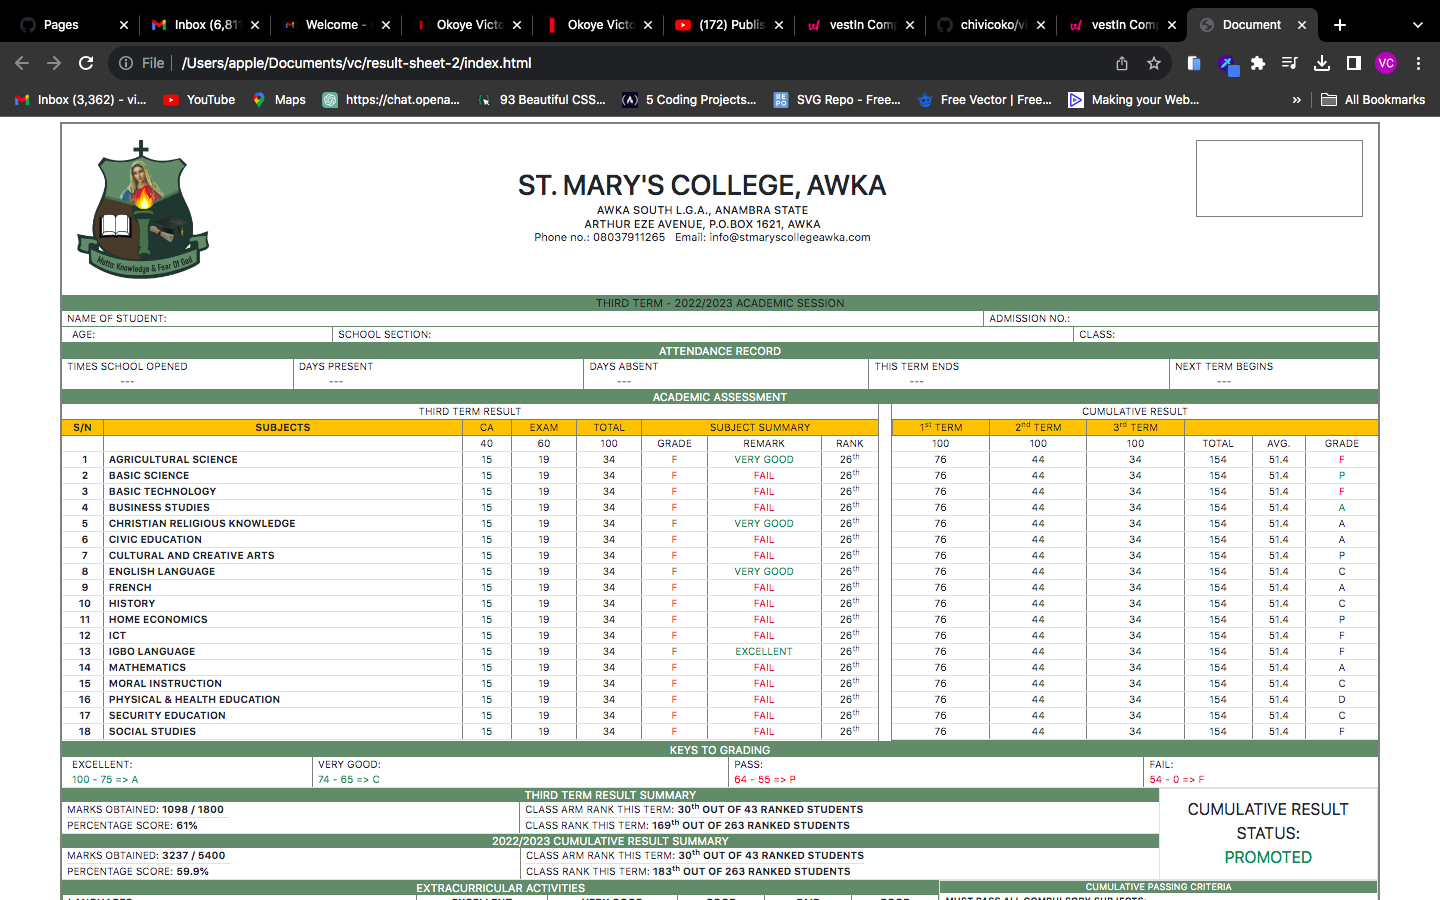 Pages
Inbox (6,811
Welcome -
Okoye Victo
Okoye Victo
(172) Publis
vestIn Com
chivicoko/vi
vestIn Com
Document
File /Users/apple/Documents/vc/result-sheet-2/index.html
VC
Inbox (3,362) - vi... YouTube Maps https://chat.opena... 93 Beautiful CSS... 5 Coding Projects... SVG Repo - Free... Free Vector | Free... Making your Web... » All Bookmarks
Motto: Knowledge & Fear Of God
ST. MARY'S COLLEGE, AWKA
AWKA SOUTH L.G.A., ANAMBRA STATE
ARTHUR EZE AVENUE, P.O.BOX 1621, AWKA
Phone no.: 08037911265 Email: info@stmaryscollegeawka.com
THIRD TERM - 2022/2023 ACADEMIC SESSION
NAME OF STUDENT: ADMISSION NO.:
AGE: SCHOOL SECTION: CLASS:
ATTENDANCE RECORD
TIMES SCHOOL OPENED DAYS PRESENT DAYS ABSENT THIS TERM ENDS NEXT TERM BEGINS
--- --- --- --- ---
ACADEMIC ASSESSMENT
THIRD TERM RESULT CUMULATIVE RESULT
S/N SUBJECTS CA EXAM TOTAL SUBJECT SUMMARY 1st TERM 2nd TERM 3rd TERM
40 60 100 GRADE REMARK RANK 100 100 100 TOTAL AVG. GRADE
1 AGRICULTURAL SCIENCE 15 19 34 F VERY GOOD 26th 76 44 34 154 51.4 F
2 BASIC SCIENCE 15 19 34 F FAIL 26th 76 44 34 154 51.4 P
3 BASIC TECHNOLOGY 15 19 34 F FAIL 26th 76 44 34 154 51.4 F
4 BUSINESS STUDIES 15 19 34 F FAIL 26th 76 44 34 154 51.4 A
5 CHRISTIAN RELIGIOUS KNOWLEDGE 15 19 34 F VERY GOOD 26th 76 44 34 154 51.4 A
6 CIVIC EDUCATION 15 19 34 F FAIL 26th 76 44 34 154 51.4 A
7 CULTURAL AND CREATIVE ARTS 15 19 34 F FAIL 26th 76 44 34 154 51.4 P
8 ENGLISH LANGUAGE 15 19 34 F VERY GOOD 26th 76 44 34 154 51.4 C
9 FRENCH 15 19 34 F FAIL 26th 76 44 34 154 51.4 A
10 HISTORY 15 19 34 F FAIL 26th 76 44 34 154 51.4 C
11 HOME ECONOMICS 15 19 34 F FAIL 26th 76 44 34 154 51.4 P
12 ICT 15 19 34 F FAIL 26th 76 44 34 154 51.4 F
13 IGBO LANGUAGE 15 19 34 F EXCELLENT 26th 76 44 34 154 51.4 F
14 MATHEMATICS 15 19 34 F FAIL 26th 76 44 34 154 51.4 A
15 MORAL INSTRUCTION 15 19 34 F FAIL 26th 76 44 34 154 51.4 C
16 PHYSICAL & HEALTH EDUCATION 15 19 34 F FAIL 26th 76 44 34 154 51.4 D
17 SECURITY EDUCATION 15 19 34 F FAIL 26th 76 44 34 154 51.4 C
18 SOCIAL STUDIES 15 19 34 F FAIL 26th 76 44 34 154 51.4 F
KEYS TO GRADING
EXCELLENT: VERY GOOD: PASS: FAIL:
100 - 75 => A 74 - 65 => C 64 - 55 => P 54 - 0 => F
THIRD TERM RESULT SUMMARY
MARKS OBTAINED: 1098 / 1800 CLASS ARM RANK THIS TERM: 30th OUT OF 43 RANKED STUDENTS
PERCENTAGE SCORE: 61% CLASS RANK THIS TERM: 169th OUT OF 263 RANKED STUDENTS
2022/2023 CUMULATIVE RESULT SUMMARY
MARKS OBTAINED: 3237 / 5400 CLASS ARM RANK THIS TERM: 30th OUT OF 43 RANKED STUDENTS
PERCENTAGE SCORE: 59.9% CLASS RANK THIS TERM: 183th OUT OF 263 RANKED STUDENTS
CUMULATIVE RESULT
STATUS:
PROMOTED
EXTRACURRICULAR ACTIVITIES
CUMULATIVE PASSING CRITERIA